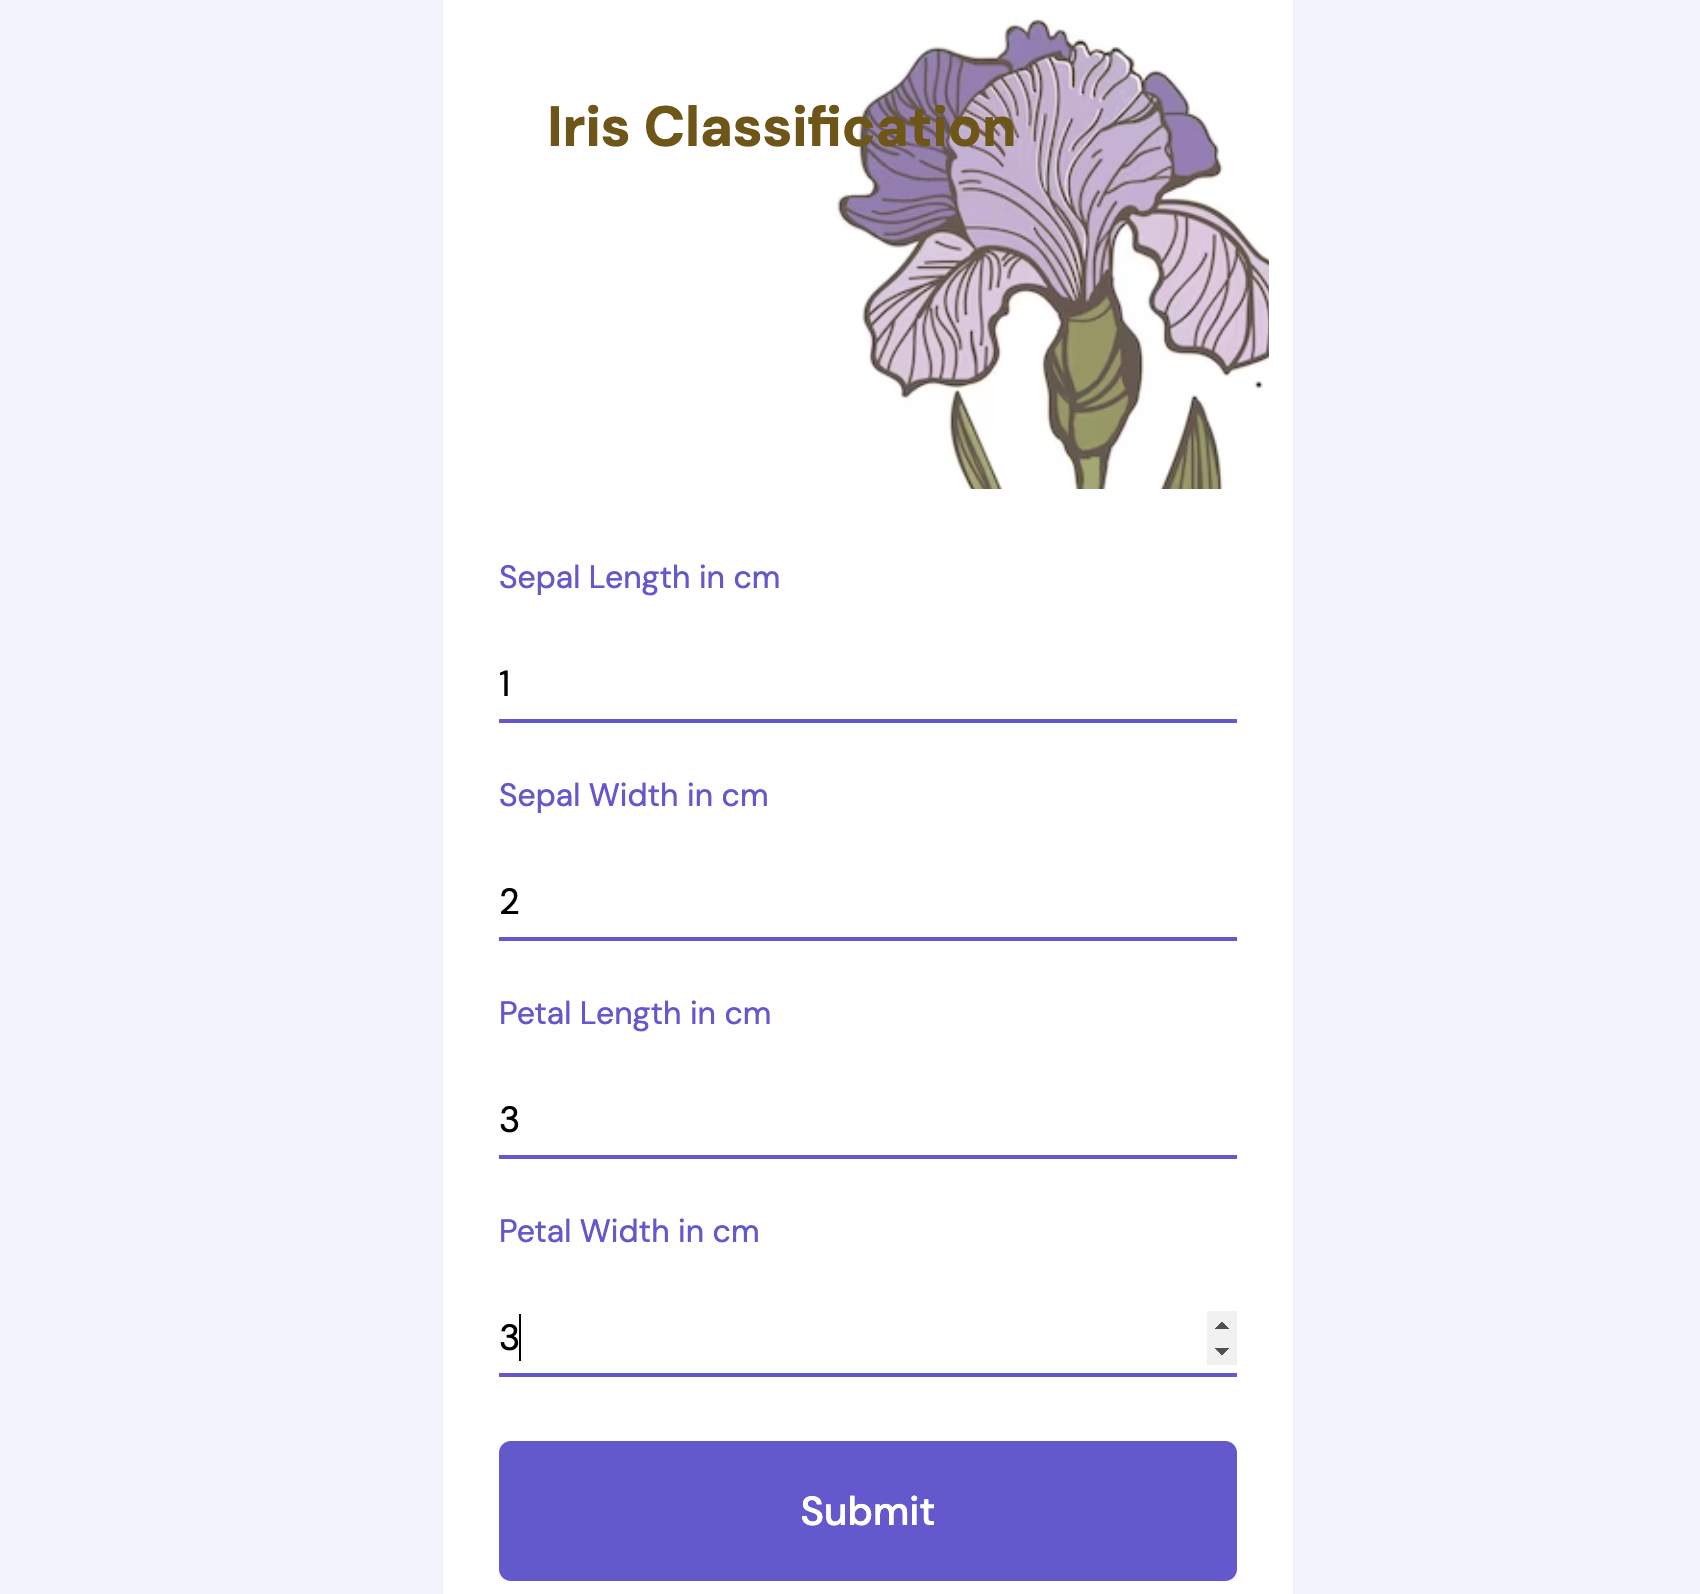 Iris Classification
Sepal Length in cm
1
Sepal Width in cm
2
Petal Length in cm
3
Petal Width in cm
3
Submit